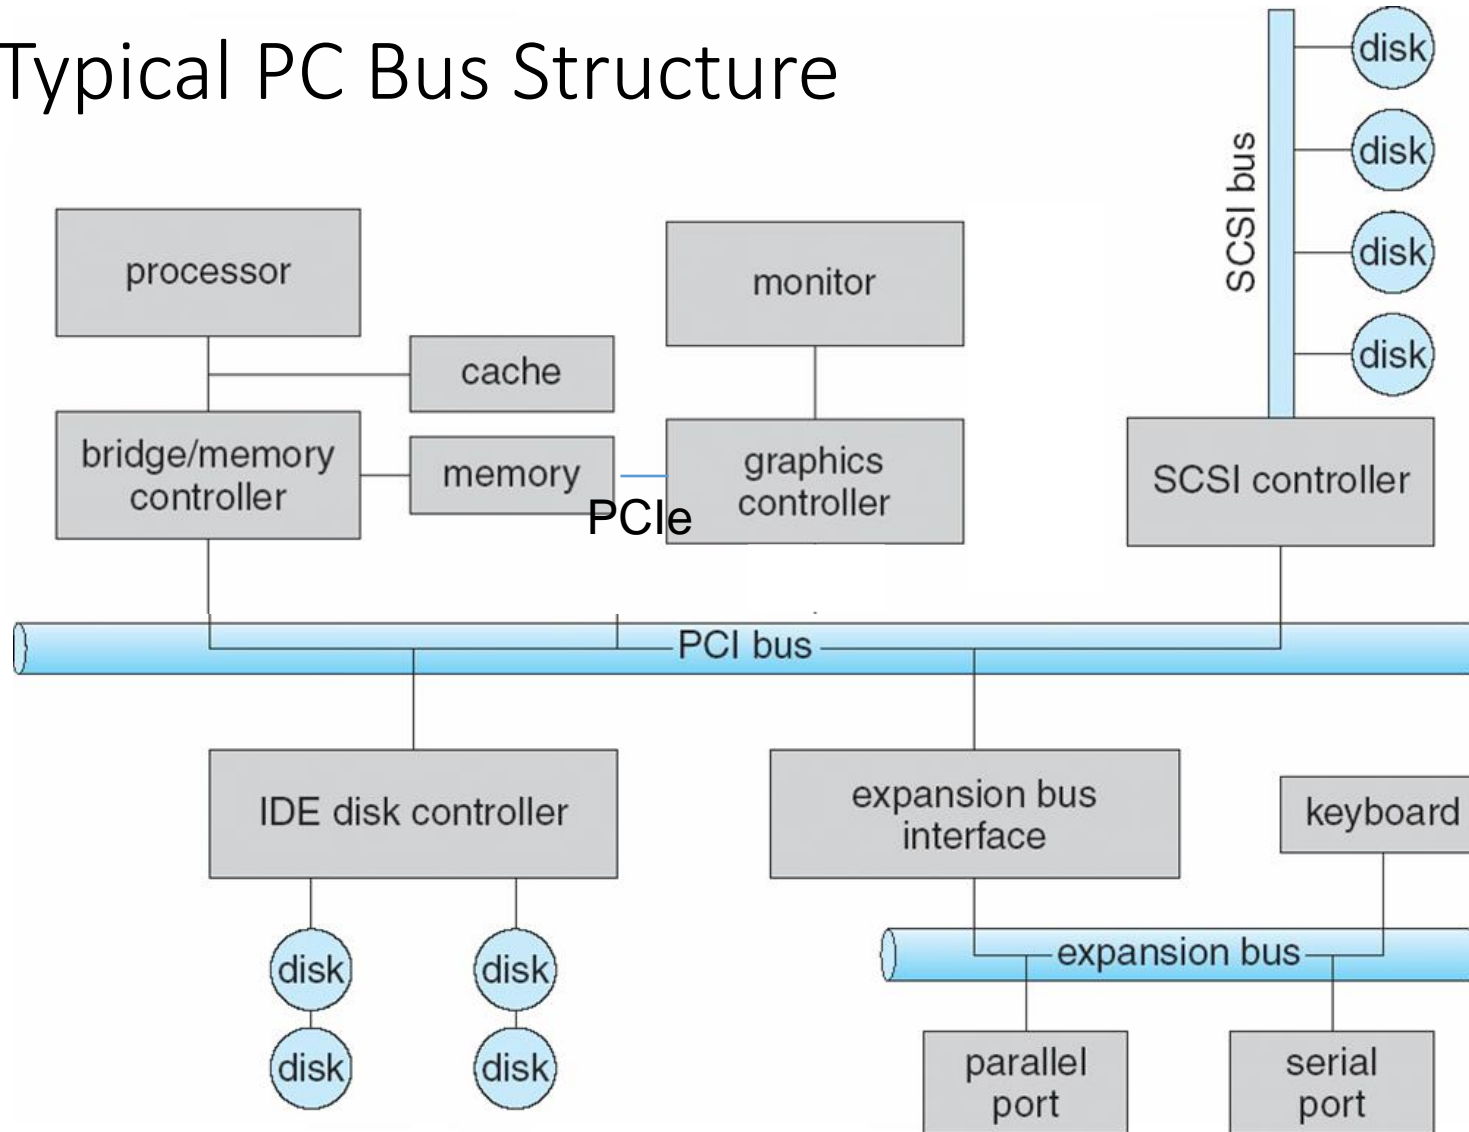 Typical PC Bus Structure
disk
disk
SCSI bus
disk
disk
processor
monitor
cache
bridge/memory
controller
memory
PCIe
graphics
controller
SCSI controller
PCI bus
IDE disk controller
expansion bus
interface
keyboard
disk
disk
disk
disk
expansion bus
parallel
port
serial
port